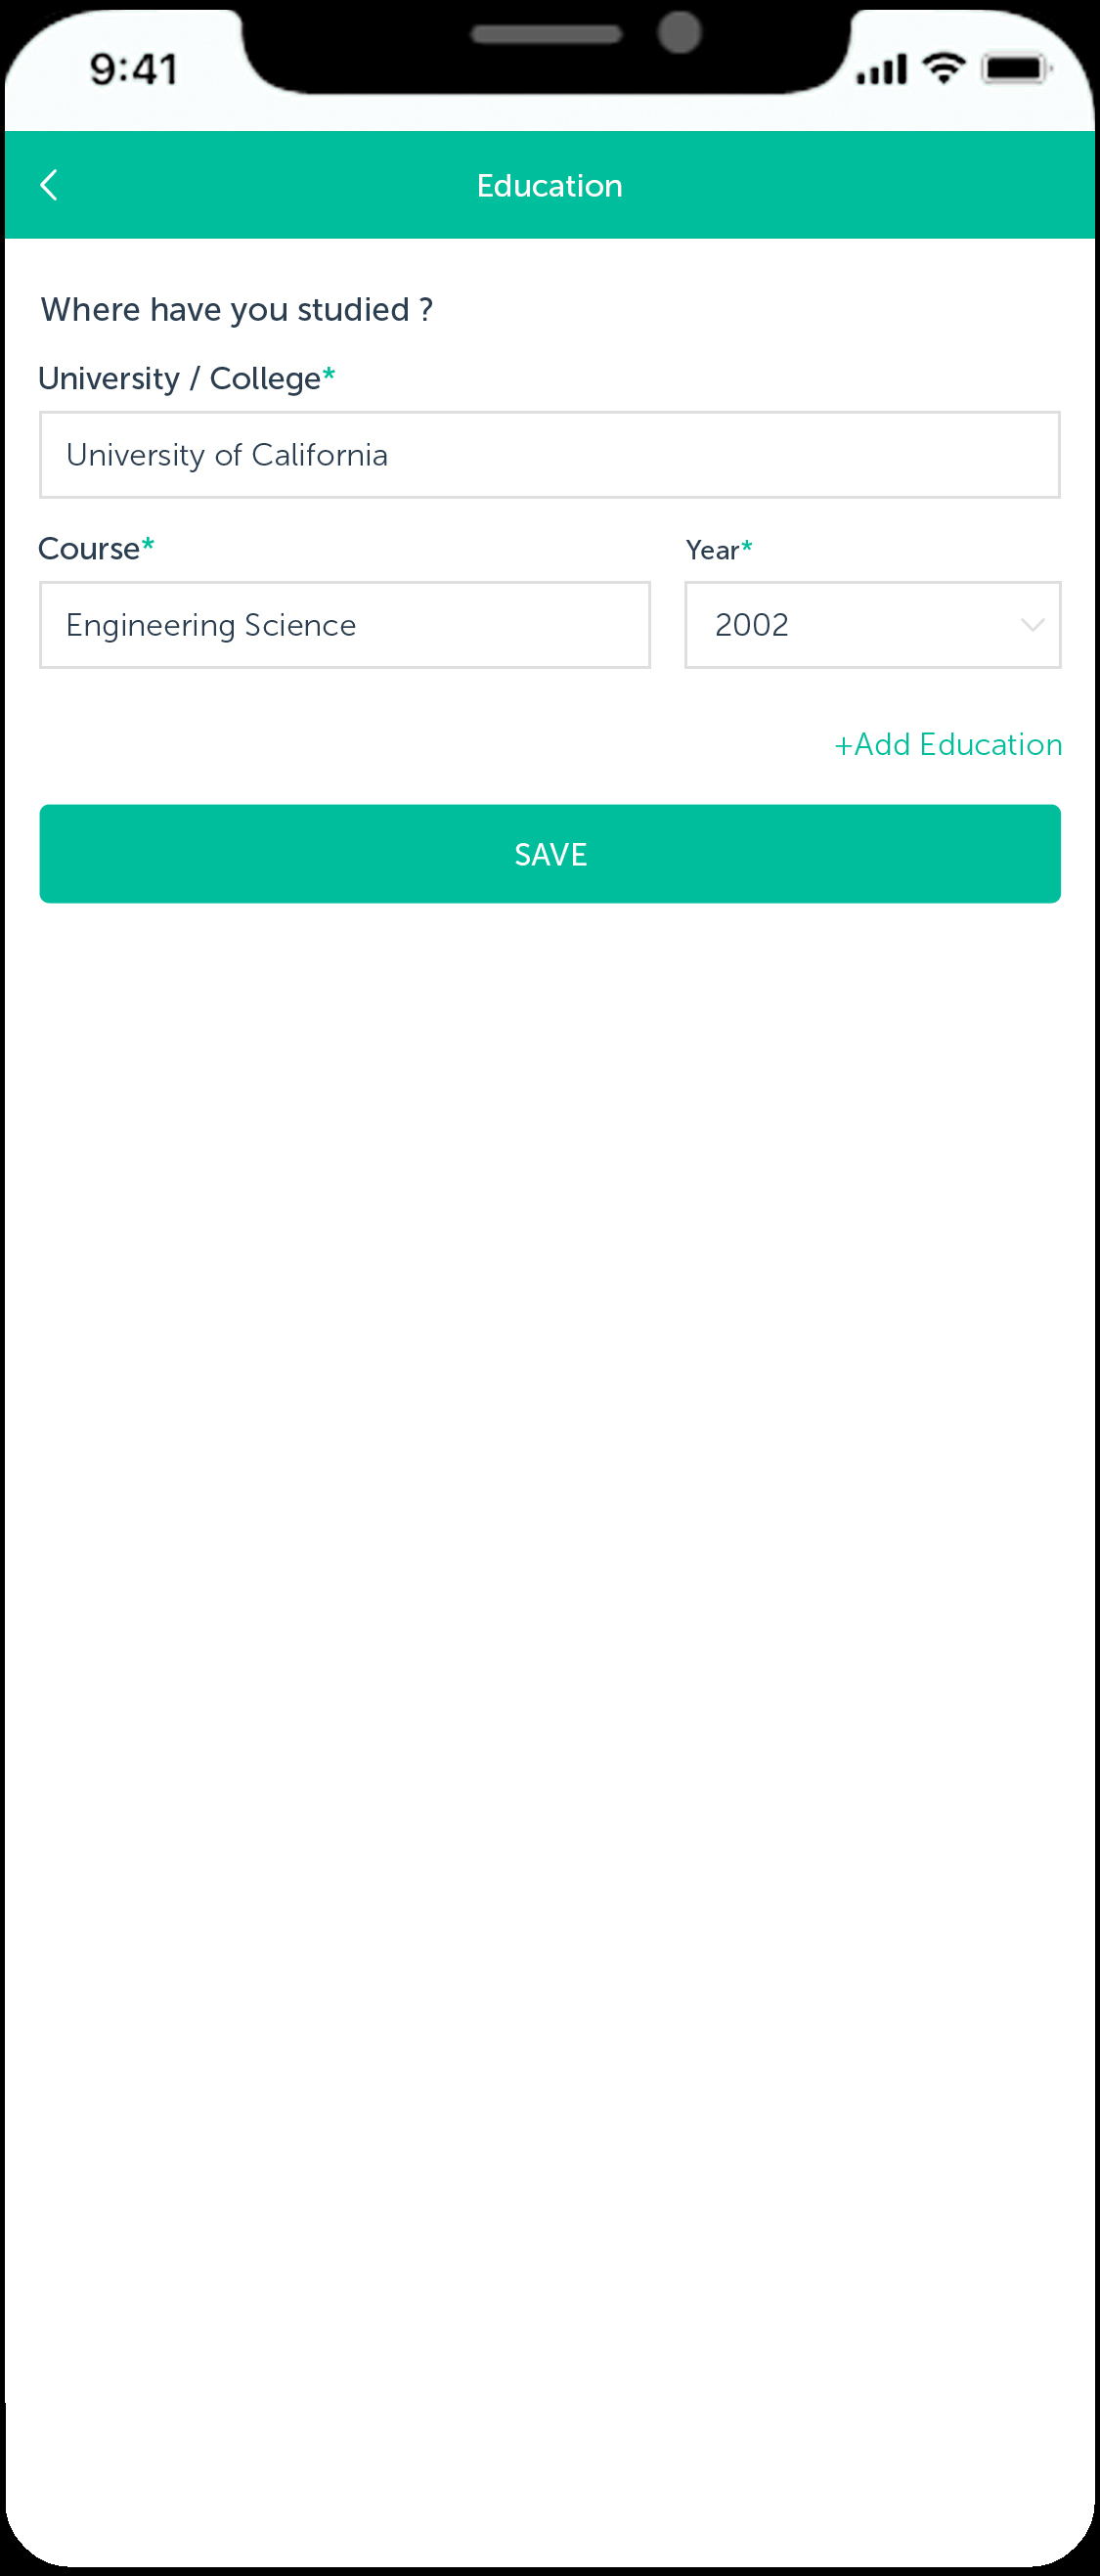 9:41
Education
Where have you studied ?
University / College*
University of California
Course* Year*
Engineering Science 2002
+Add Education
SAVE